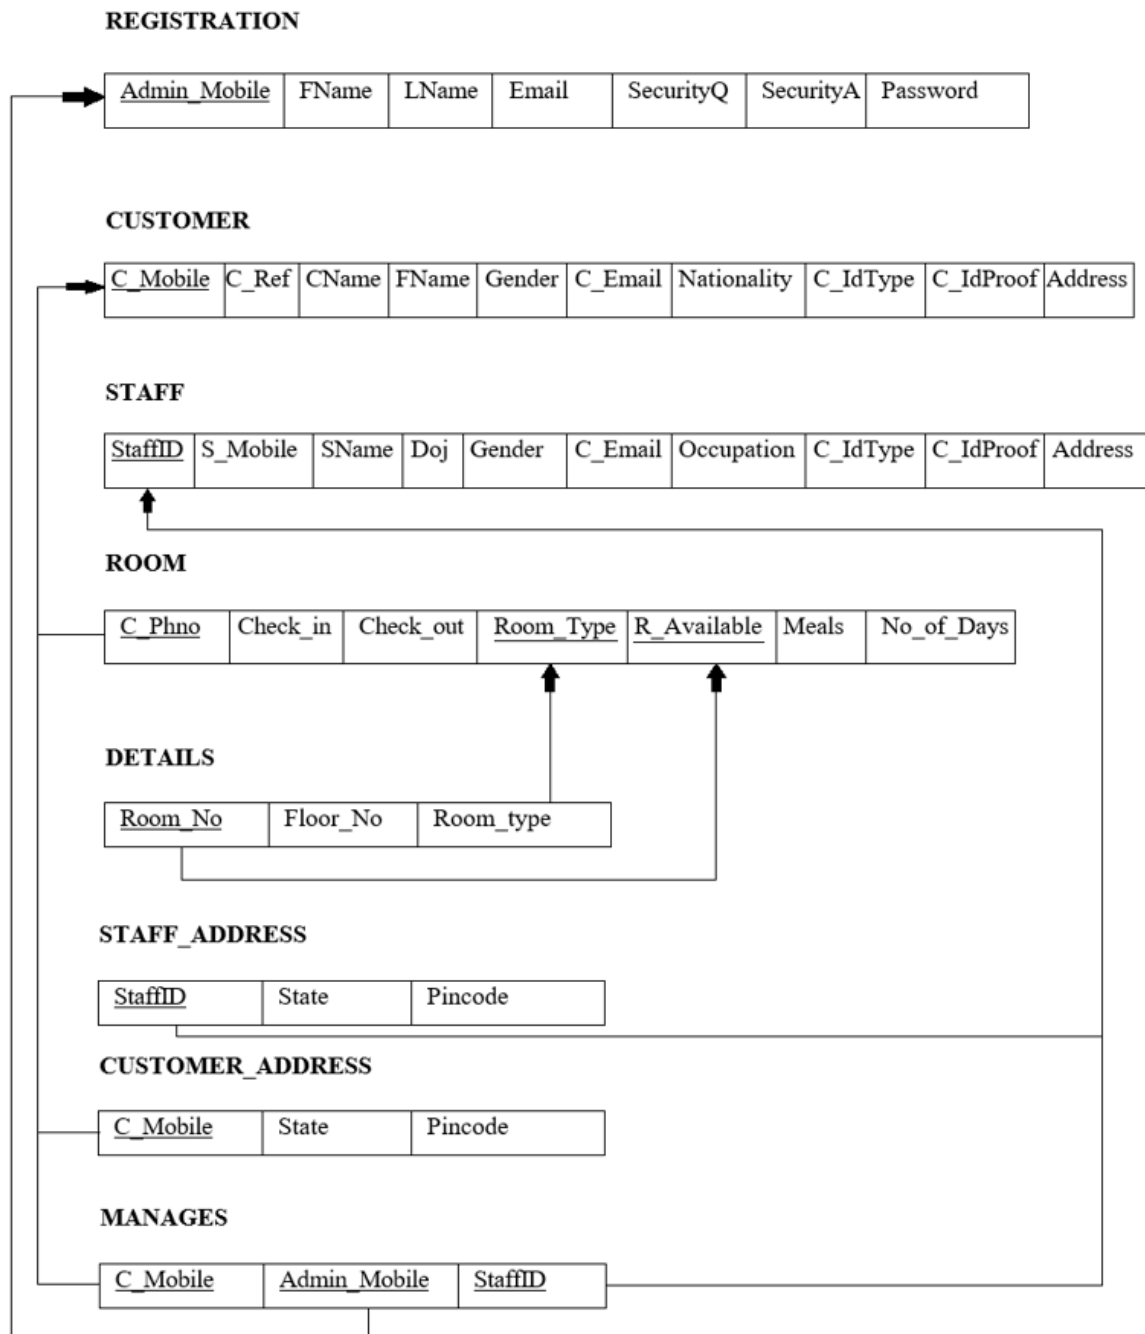 REGISTRATION
Admin_Mobile FName LName Email SecurityQ SecurityA Password
CUSTOMER
C_Mobile C_Ref CName FName Gender C_Email Nationality C_IdType C_IdProof Address
STAFF
StaffID S_Mobile SName Doj Gender C_Email Occupation C_IdType C_IdProof Address
ROOM
C_Phno Check_in Check_out Room_Type R_Available Meals No_of_Days
DETAILS
Room_No Floor_No Room_type
STAFF_ADDRESS
StaffID State Pincode
CUSTOMER_ADDRESS
C_Mobile State Pincode
MANAGES
C_Mobile Admin_Mobile StaffID